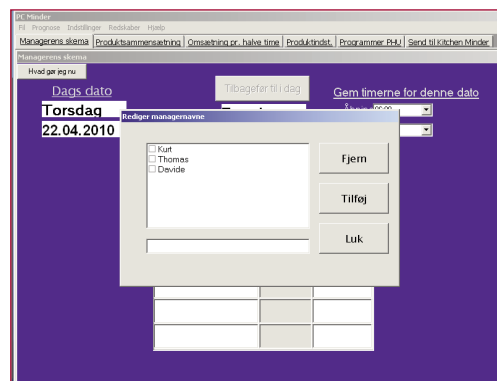 PC Minder
Fil Prognose Indstillinger Redskaber Hjælp
Managerens skema Produktsammensætning Omsætning pr. halve time Produktindst. Programmer PHU Send til Kitchen Minder
Managerens skema
Hvad gør jeg nu
Dags dato Tilbagefør til i dag Gem timerne for denne dato
Torsdag
22.04.2010
Rediger managernavne
Kurt
Thomas
Davide
Fjern
Tilføj
Luk